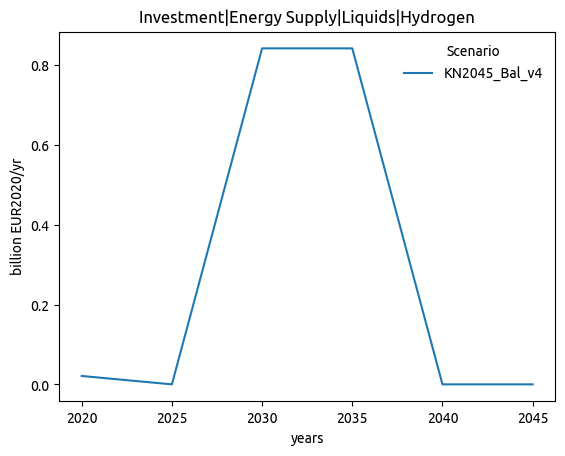 Investment|Energy Supply|Liquids|Hydrogen
Scenario
KN2045_Bal_v4
billion EUR2020/yr
0.8
0.6
0.4
0.2
0.0
2020 2025 2030 2035 2040 2045
years